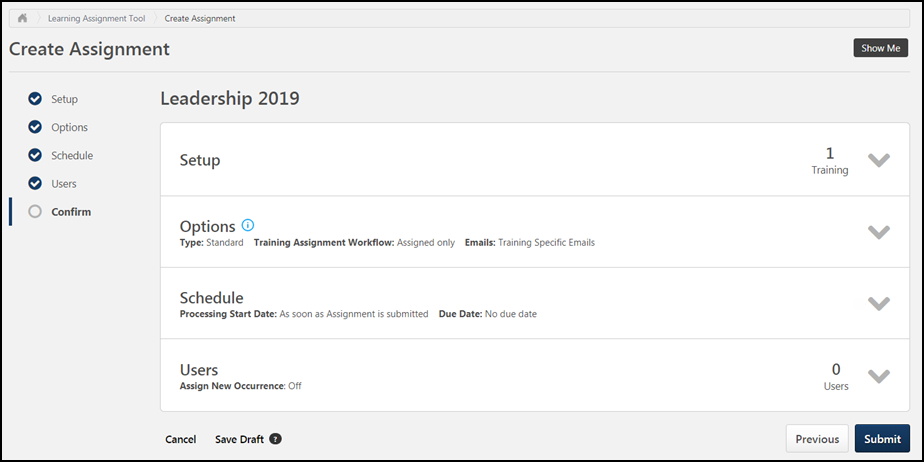 Learning Assignment Tool Create Assignment
Create Assignment
Show Me
Setup
Options
Schedule
Users
Confirm
Leadership 2019
Setup
1
Training
Options
Type: Standard Training Assignment Workflow: Assigned only Emails: Training Specific Emails
Schedule
Processing Start Date: As soon as Assignment is submitted Due Date: No due date
Users
Assign New Occurrence: Off
0
Users
Cancel Save Draft ? Previous Submit